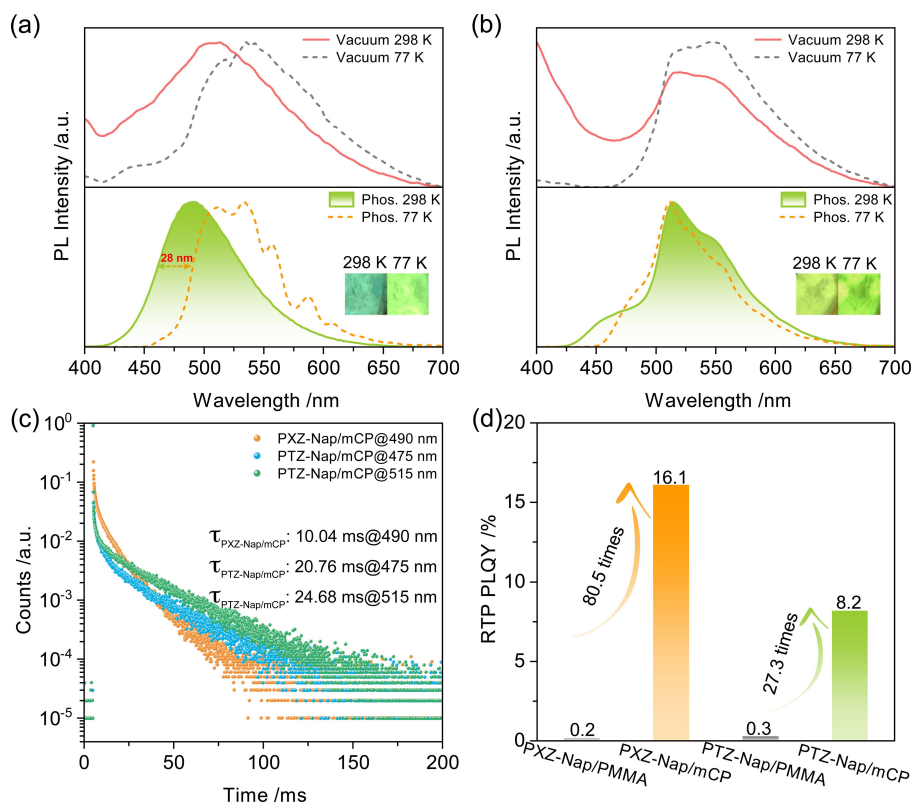 (a)
Vacuum 298 K
Vacuum 77 K
PL Intensity /a.u.
Phos. 298 K
Phos. 77 K
28 nm
298 K 77 K
400 450 500 550 600 650 700
Wavelength /nm
(b)
Vacuum 298 K
Vacuum 77 K
PL Intensity /a.u.
Phos. 298 K
Phos. 77 K
298 K 77 K
400 450 500 550 600 650 700
Wavelength /nm
(c)
10^0
10^-1
10^-2
10^-3
10^-4
10^-5
Counts /a.u.
PXZ-Nap/mCP@490 nm
PTZ-Nap/mCP@475 nm
PTZ-Nap/mCP@515 nm
τPXZ-Nap/mCP: 10.04 ms@490 nm
τPTZ-Nap/mCP: 20.76 ms@475 nm
τPTZ-Nap/mCP: 24.68 ms@515 nm
0 25 50 75 100 125 150 175 200
Time /ms
(d)
20
15
10
5
0
RTP PLQY /%
0.2
16.1
0.3
8.2
80.5 times
27.3 times
PXZ-Nap/PMMA
PXZ-Nap/mCP
PTZ-Nap/PMMA
PTZ-Nap/mCP